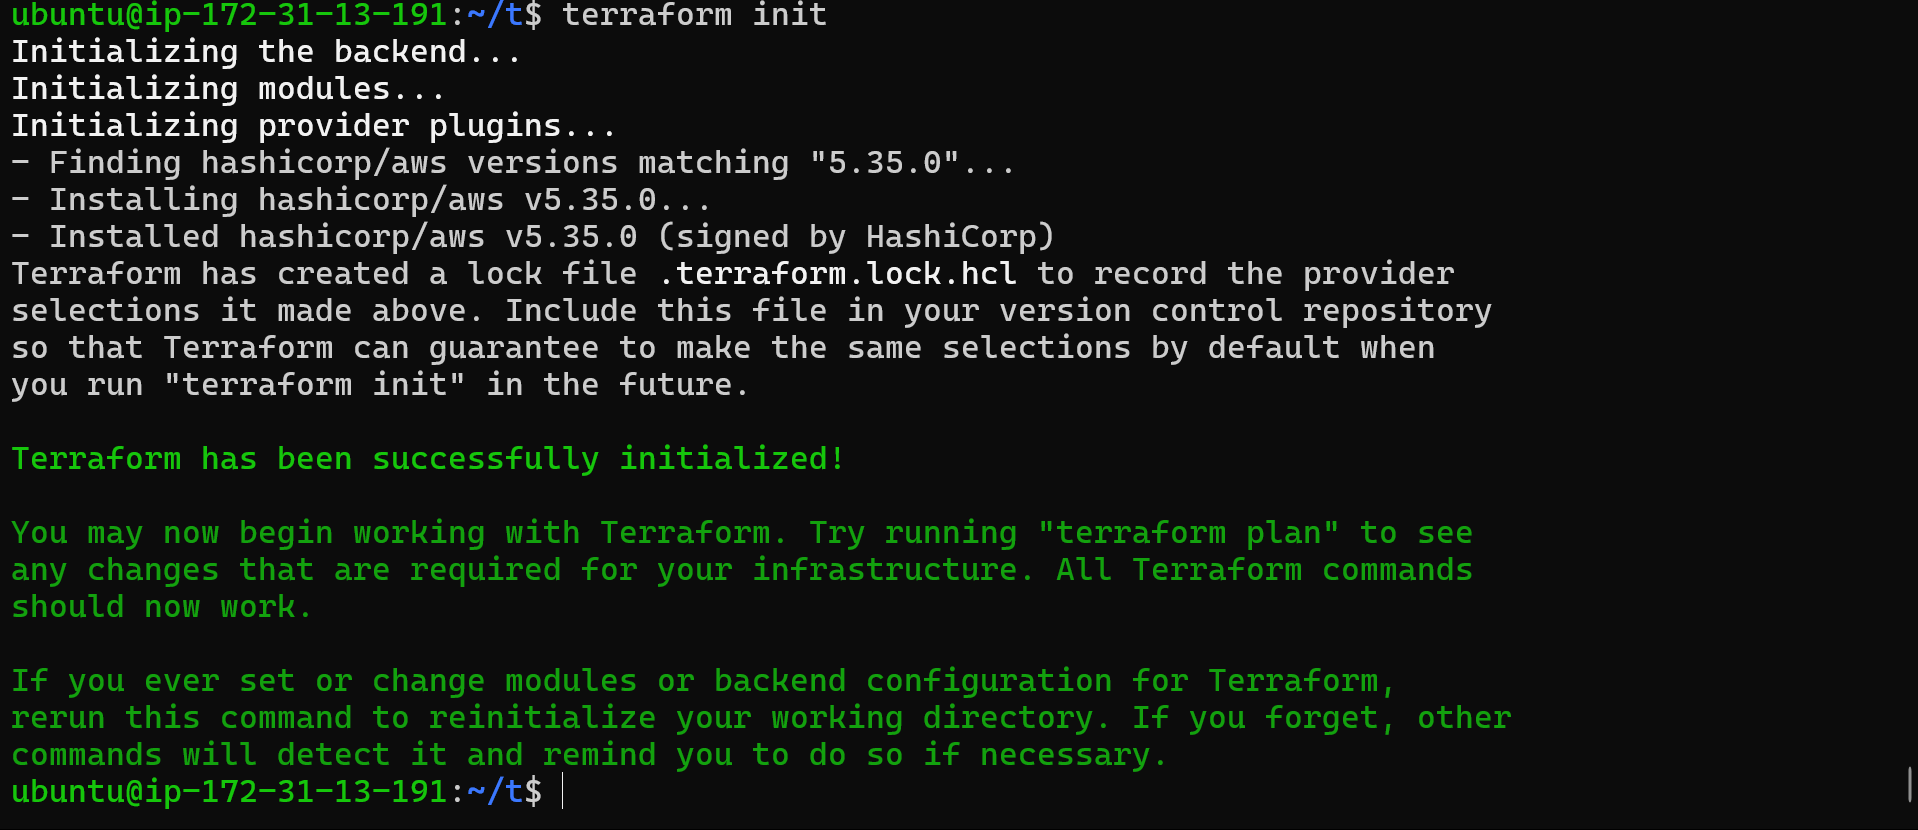 ubuntu@ip-172-31-13-191:~/t$ terraform init
Initializing the backend...
Initializing modules...
Initializing provider plugins...
- Finding hashicorp/aws versions matching "5.35.0"...
- Installing hashicorp/aws v5.35.0...
- Installed hashicorp/aws v5.35.0 (signed by HashiCorp)
Terraform has created a lock file .terraform.lock.hcl to record the provider
selections it made above. Include this file in your version control repository
so that Terraform can guarantee to make the same selections by default when
you run "terraform init" in the future.

Terraform has been successfully initialized!

You may now begin working with Terraform. Try running "terraform plan" to see
any changes that are required for your infrastructure. All Terraform commands
should now work.

If you ever set or change modules or backend configuration for Terraform,
rerun this command to reinitialize your working directory. If you forget, other
commands will detect it and remind you to do so if necessary.
ubuntu@ip-172-31-13-191:~/t$